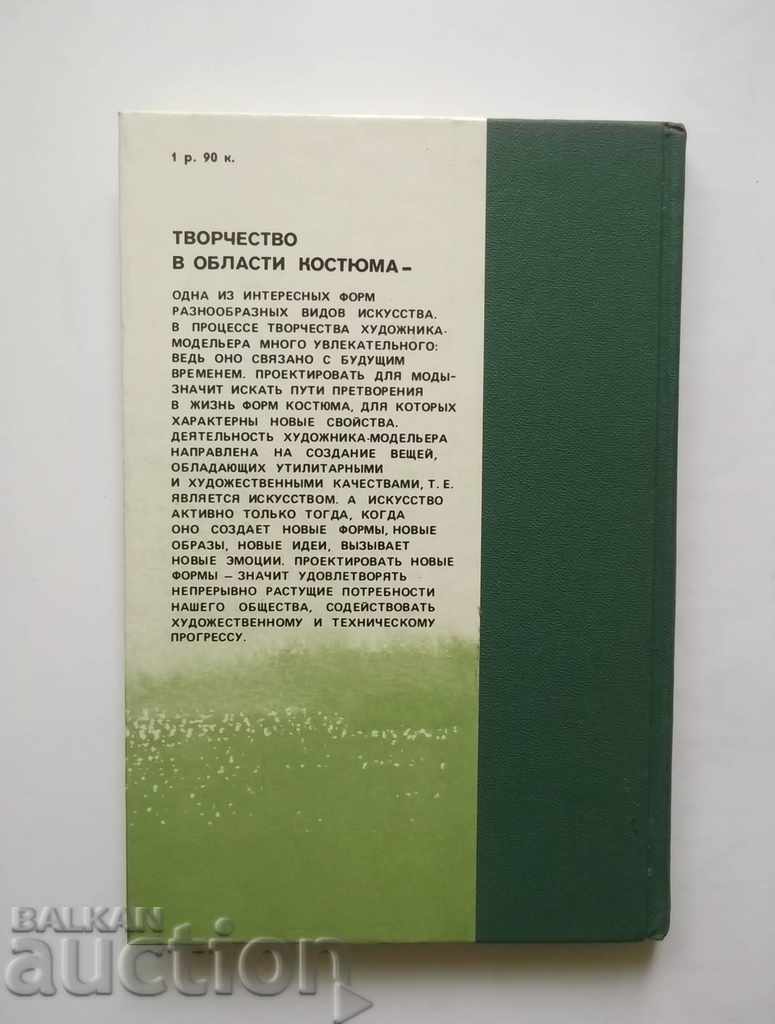 1 р. 90 к.
ТВОРЧЕСТВО
В ОБЛАСТИ КОСТЮМА –
ОДНА ИЗ ИНТЕРЕСНЫХ ФОРМ
РАЗНООБРАЗНЫХ ВИДОВ ИСКУССТВА.
В ПРОЦЕССЕ ТВОРЧЕСТВА ХУДОЖНИКА-
МОДЕЛЬЕРА МНОГО УВЛЕКАТЕЛЬНОГО:
ВЕДЬ ОНО СВЯЗАНО С БУДУЩИМ
ВРЕМЕНЕМ. ПРОЕКТИРОВАТЬ ДЛЯ МОДЫ–
ЗНАЧИТ ИСКАТЬ ПУТИ ПРЕТВОРЕНИЯ
В ЖИЗНЬ ФОРМ КОСТЮМА, ДЛЯ КОТОРЫХ
ХАРАКТЕРНЫ НОВЫЕ СВОЙСТВА.
ДЕЯТЕЛЬНОСТЬ ХУДОЖНИКА-МОДЕЛЬЕРА
НАПРАВЛЕНА НА СОЗДАНИЕ ВЕЩЕЙ,
ОБЛАДАЮЩИХ УТИЛИТАРНЫМИ
И ХУДОЖЕСТВЕННЫМИ КАЧЕСТВАМИ, Т. Е.
ЯВЛЯЕТСЯ ИСКУССТВОМ. А ИСКУССТВО
АКТИВНО ТОЛЬКО ТОГДА, КОГДА
ОНО СОЗДАЕТ НОВЫЕ ФОРМЫ, НОВЫЕ
ОБРАЗЫ, НОВЫЕ ИДЕИ, ВЫЗЫВАЕТ
НОВЫЕ ЭМОЦИИ. ПРОЕКТИРОВАТЬ НОВЫЕ
ФОРМЫ – ЗНАЧИТ УДОВЛЕТВОРЯТЬ
НЕПРЕРЫВНО РАСТУЩИЕ ПОТРЕБНОСТИ
НАШЕГО ОБЩЕСТВА, СОДЕЙСТВОВАТЬ
ХУДОЖЕСТВЕННОМУ И ТЕХНИЧЕСКОМУ
ПРОГРЕССУ.
BALKAN
auction